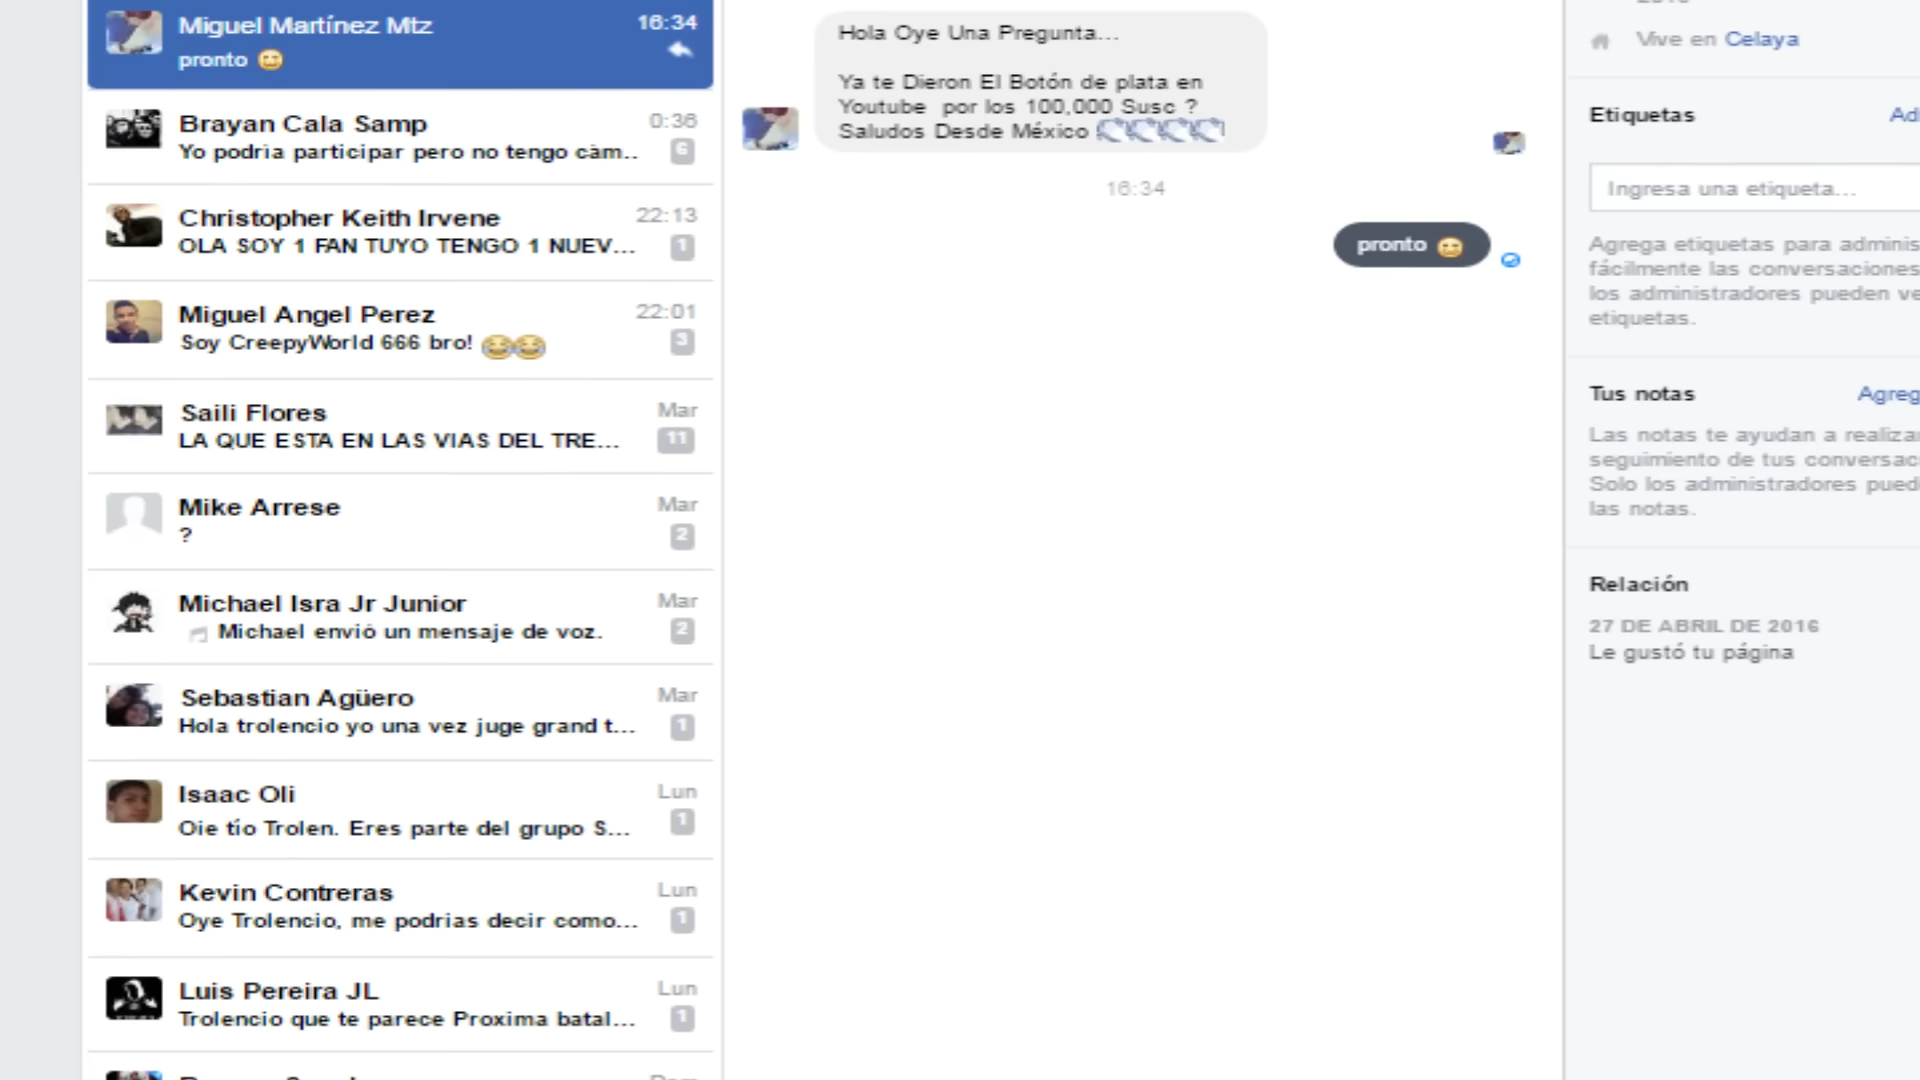 Miguel Martínez Mtz
16:34
pronto
Brayan Cala Samp
0:36
Yo podría participar pero no tengo cám..
6
Christopher Keith Irvene
22:13
OLA SOY 1 FAN TUYO TENGO 1 NUEV...
1
Miguel Angel Perez
22:01
Soy CreepyWorld 666 bro!
3
Saili Flores
Mar
LA QUE ESTA EN LAS VIAS DEL TRE...
11
Mike Arrese
Mar
?
2
Michael Isra Jr Junior
Mar
Michael envió un mensaje de voz.
2
Sebastian Agüero
Mar
Hola trolencio yo una vez juge grand t...
1
Isaac Oli
Lun
Oie tío Trolen. Eres parte del grupo S...
1
Kevin Contreras
Lun
Oye Trolencio, me podrias decir como...
1
Luis Pereira JL
Lun
Trolencio que te parece Proxima batal...
1
Hola Oye Una Pregunta...
Ya te Dieron El Botón de plata en
Youtube por los 100,000 Susc ?
Saludos Desde México
16:34
pronto
Vive en Celaya
Etiquetas
Ingresa una etiqueta...
Agrega etiquetas para adminis
fácilmente las conversaciones
los administradores pueden ve
etiquetas.
Tus notas
Agreg
Las notas te ayudan a realizar
seguimiento de tus conversac
Solo los administradores pued
las notas.
Relación
27 DE ABRIL DE 2016
Le gustó tu página